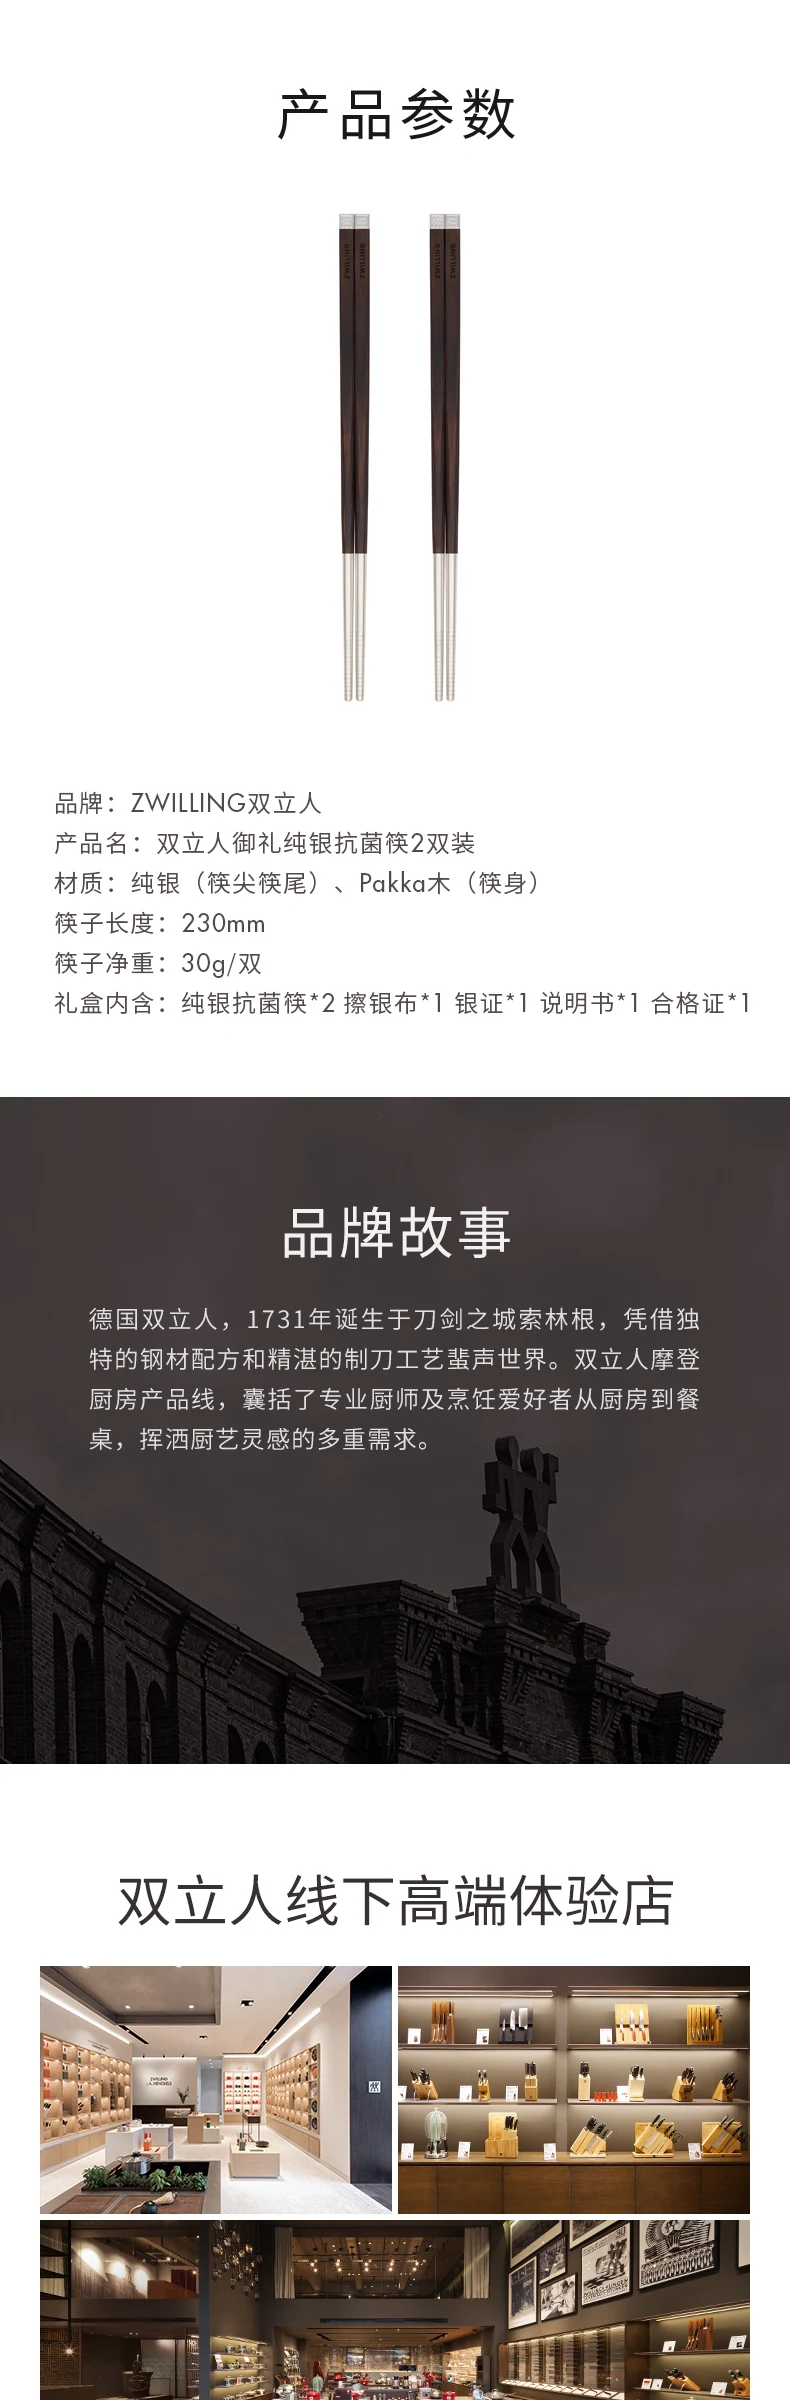 产品参数
ZWILLING ZWILLING ZWILLING ZWILLING
品牌：ZWILLING双立人
产品名：双立人御礼纯银抗菌筷2双装
材质：纯银（筷尖筷尾）、Pakka木（筷身）
筷子长度：230mm
筷子净重：30g/双
礼盒内含：纯银抗菌筷*2 擦银布*1 银证*1 说明书*1 合格证*1
品牌故事
德国双立人，1731年诞生于刀剑之城索林根，凭借独
特的钢材配方和精湛的制刀工艺蜚声世界。双立人摩登
厨房产品线，囊括了专业厨师及烹饪爱好者从厨房到餐
桌，挥洒厨艺灵感的多重需求。
双立人线下高端体验店
ZWILLING
J.A. HENCKELS
NEW